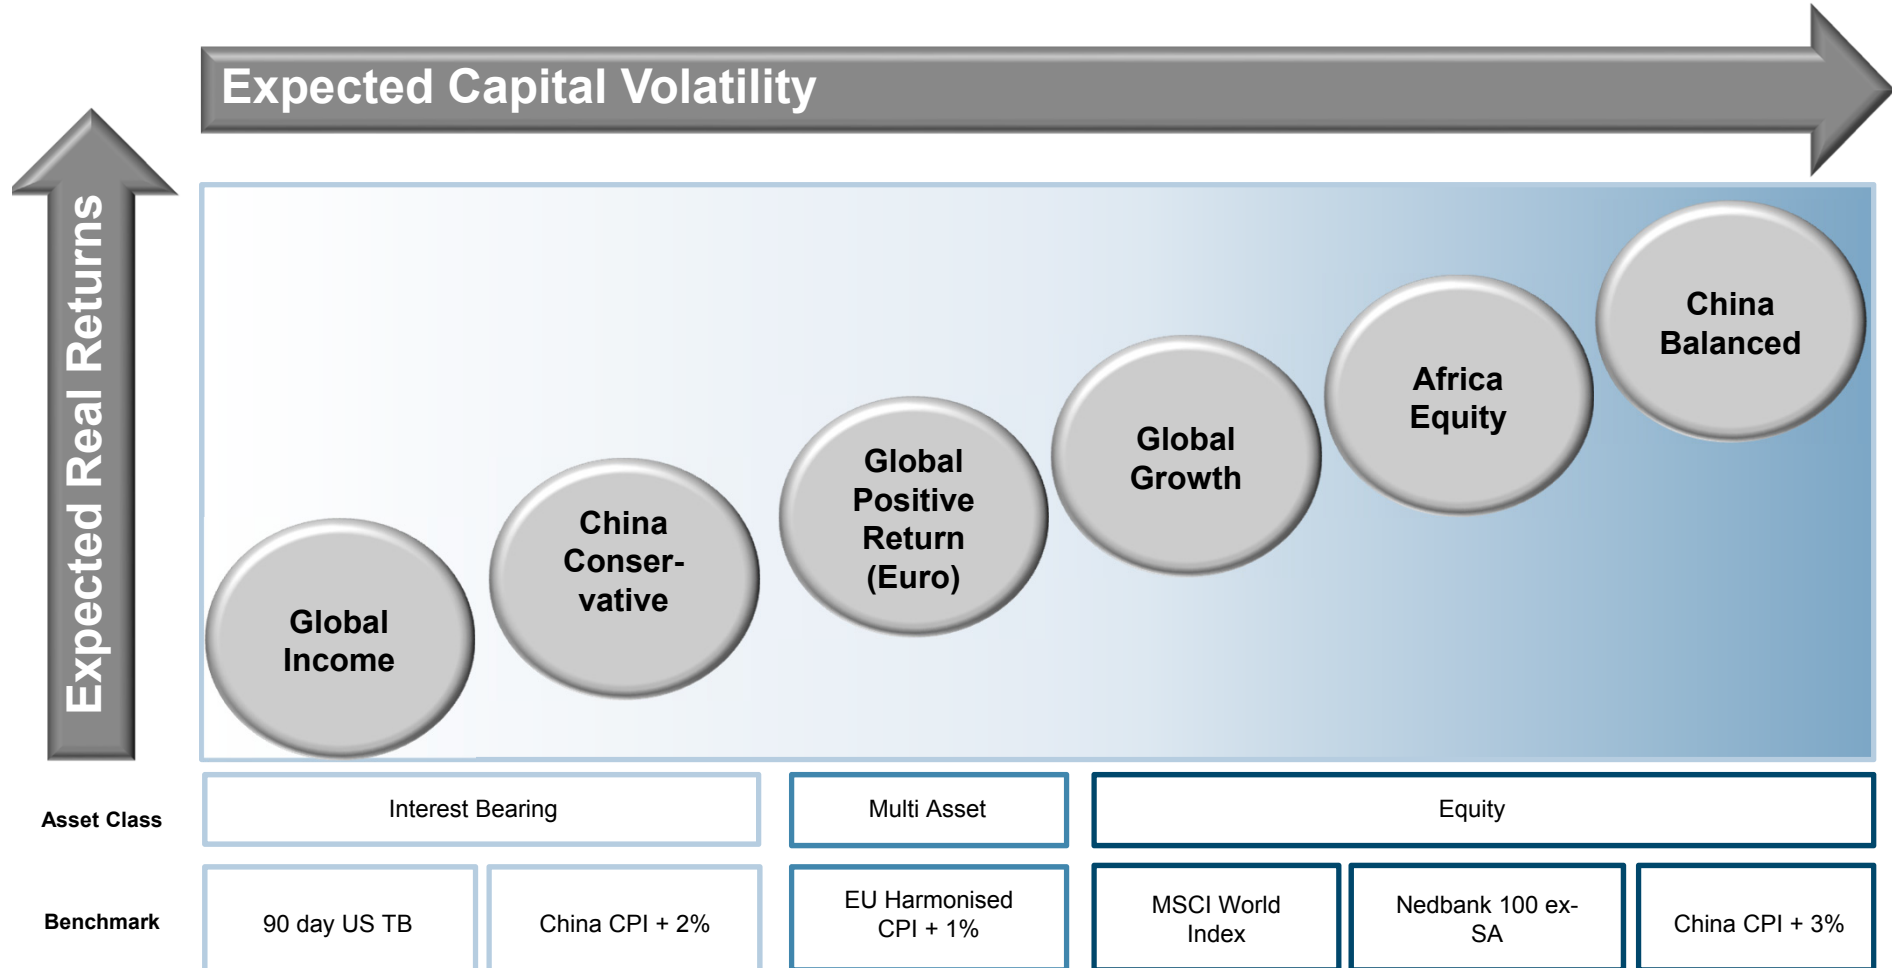 Expected Capital Volatility
Expected Real Returns
Global
Income
China
Conser-
vative
Global
Positive
Return
(Euro)
Global
Growth
Africa
Equity
China
Balanced
Asset Class
Interest Bearing
Multi Asset
Equity
Benchmark
90 day US TB
China CPI + 2%
EU Harmonised
CPI + 1%
MSCI World
Index
Nedbank 100 ex-
SA
China CPI + 3%